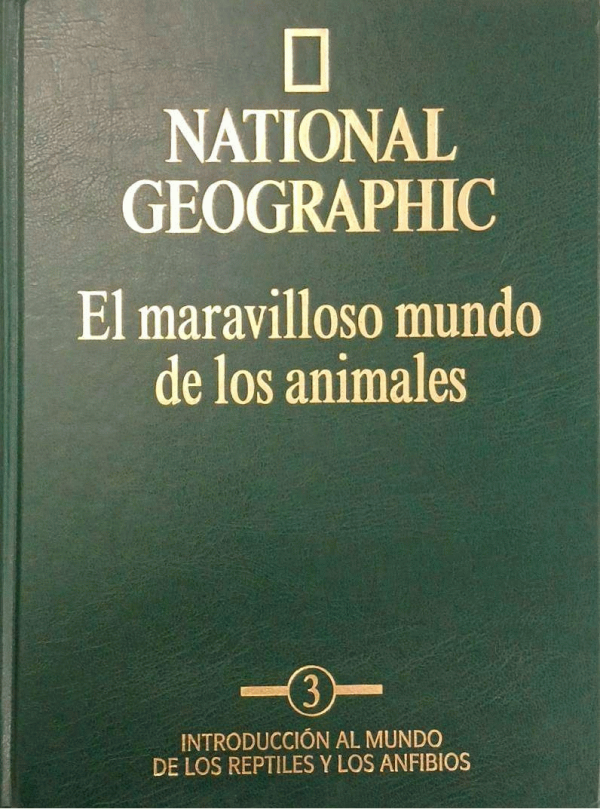 NATIONAL
GEOGRAPHIC
El maravilloso mundo
de los animales
3
INTRODUCCIÓN AL MUNDO
DE LOS REPTILES Y LOS ANFIBIOS